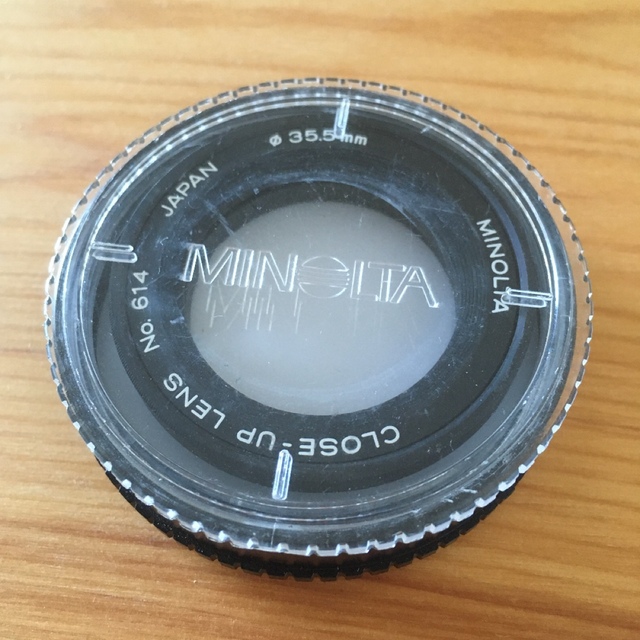 MINOLTA
MINOLTA
CLOSE-UP LENS No. 614
JAPAN
ø 35.5mm